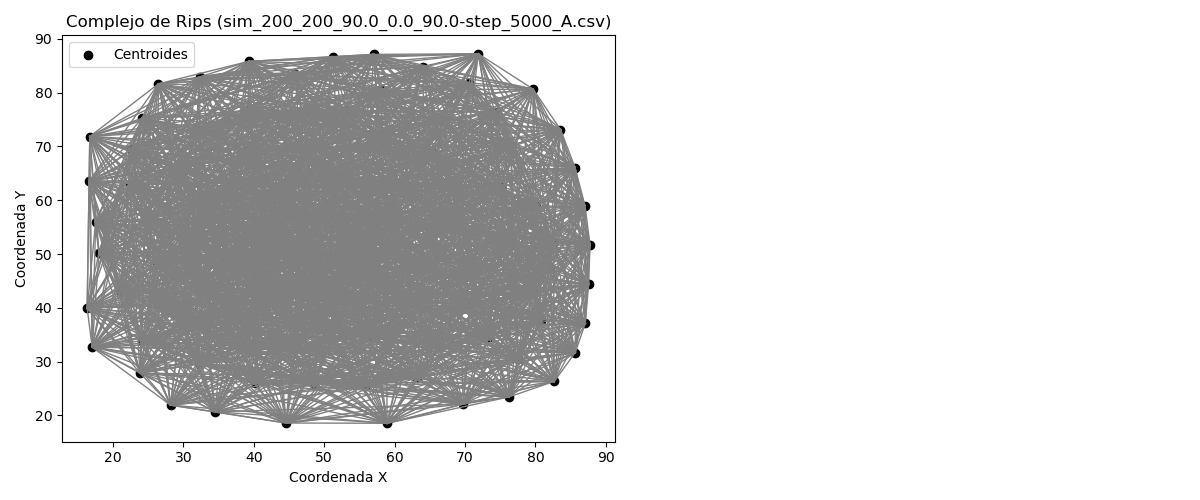 Complejo de Rips (sim_200_200_90.0_0.0_90.0-step_5000_A.csv)
Centroides
Coordenada Y
90
80
70
60
50
40
30
20
20 30 40 50 60 70 80 90
Coordenada X